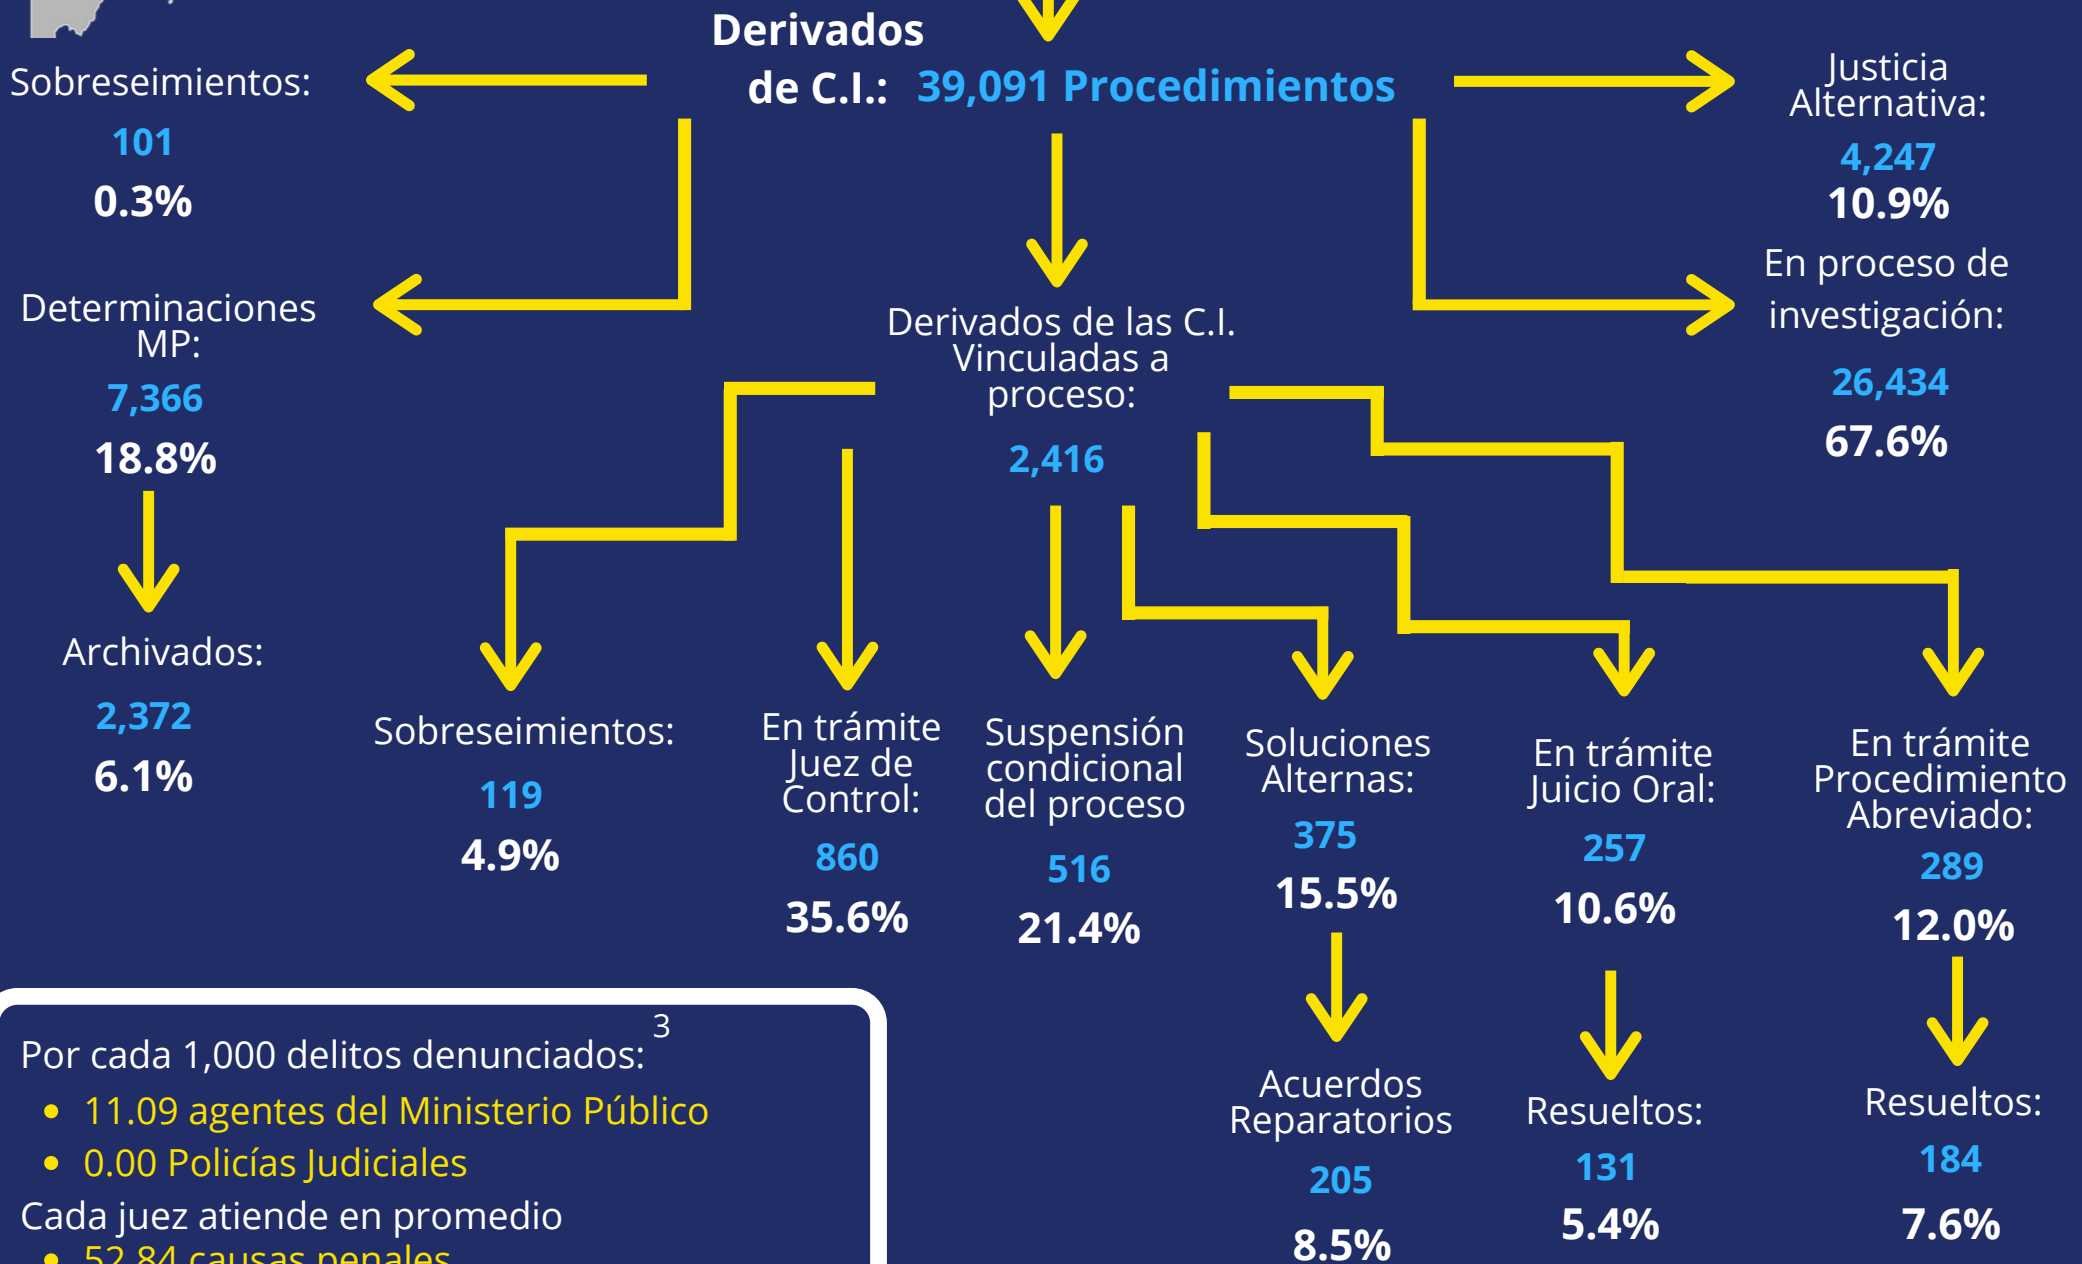 Derivados
de C.I.: 39,091 Procedimientos
Sobreseimientos:
101
0.3%
Justicia
Alternativa:
4,247
10.9%
Determinaciones
MP:
7,366
18.8%
En proceso de
investigación:
26,434
67.6%
Derivados de las C.I.
Vinculadas a
proceso:
2,416
Archivados:
2,372
6.1%
Sobreseimientos:
119
4.9%
En trámite
Juez de
Control:
860
35.6%
Suspensión
condicional
del proceso
516
21.4%
Soluciones
Alternas:
375
15.5%
En trámite
Juicio Oral:
257
10.6%
En trámite
Procedimiento
Abreviado:
289
12.0%
Acuerdos
Reparatorios
205
8.5%
Resueltos:
131
5.4%
Resueltos:
184
7.6%
Por cada 1,000 delitos denunciados: 3
• 11.09 agentes del Ministerio Público
• 0.00 Policías Judiciales
Cada juez atiende en promedio
• 52.84 causas penales